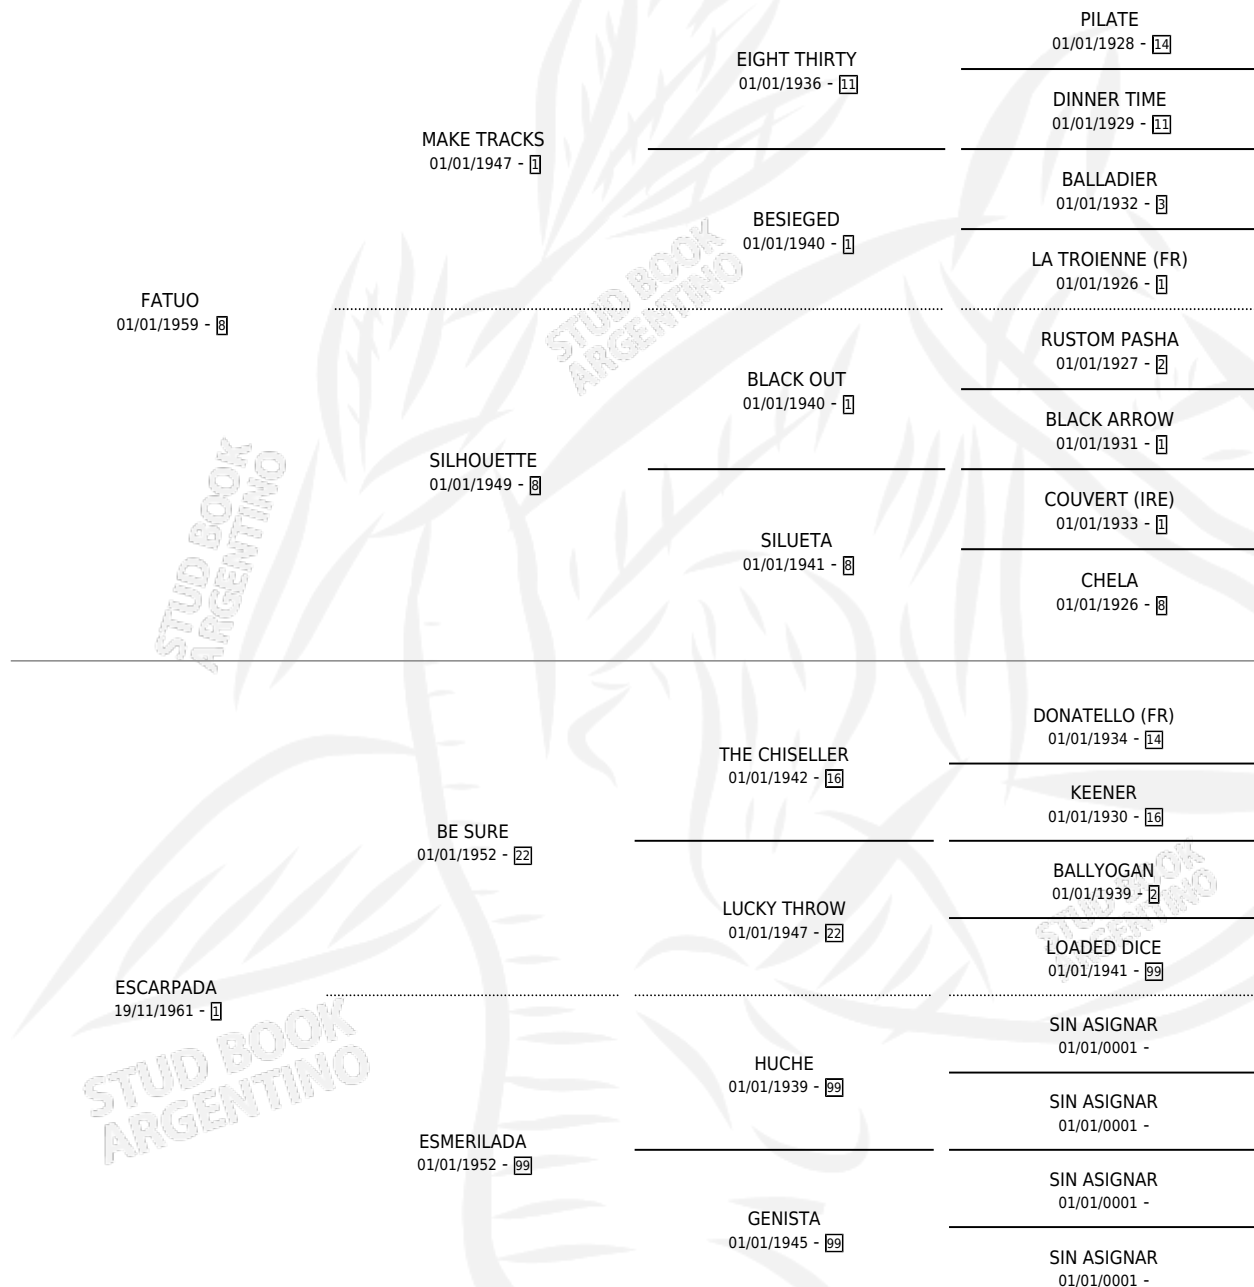 PILATE
01/01/1928 - 14
EIGHT THIRTY
01/01/1936 - 11
DINNER TIME
01/01/1929 - 11
MAKE TRACKS
01/01/1947 - 1
BALLADIER
01/01/1932 - 3
BESIEGED
01/01/1940 - 1
LA TROIENNE (FR)
01/01/1926 - 1
FATUO
01/01/1959 - 8
RUSTOM PASHA
01/01/1927 - 2
BLACK OUT
01/01/1940 - 1
BLACK ARROW
01/01/1931 - 1
SILHOUETTE
01/01/1949 - 8
COUVERT (IRE)
01/01/1933 - 1
SILUETA
01/01/1941 - 8
CHELA
01/01/1926 - 8
STUD BOOK
ARGENTINO
STUD BOOK
ARGENTINO
DONATELLO (FR)
01/01/1934 - 14
THE CHISELLER
01/01/1942 - 16
KEENER
01/01/1930 - 16
BE SURE
01/01/1952 - 22
BALLYOGAN
01/01/1939 - 2
LUCKY THROW
01/01/1947 - 22
LOADED DICE
01/01/1941 - 99
STUD BOOK
ARGENTINO
ESCARPADA
19/11/1961 - 1
SIN ASIGNAR
01/01/0001 -
HUCHE
01/01/1939 - 99
SIN ASIGNAR
01/01/0001 -
STUD BOOK
ARGENTINO
ESMERILADA
01/01/1952 - 99
SIN ASIGNAR
01/01/0001 -
GENISTA
01/01/1945 - 99
SIN ASIGNAR
01/01/0001 -